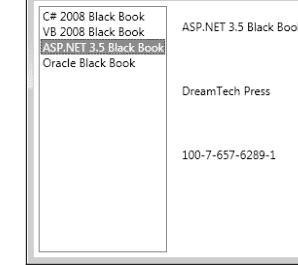 C# 2008 Black Book
VB 2008 Black Book
ASP.NET 3.5 Black Book
Oracle Black Book
ASP.NET 3.5 Black Boo
DreamTech Press
100-7-657-6289-1